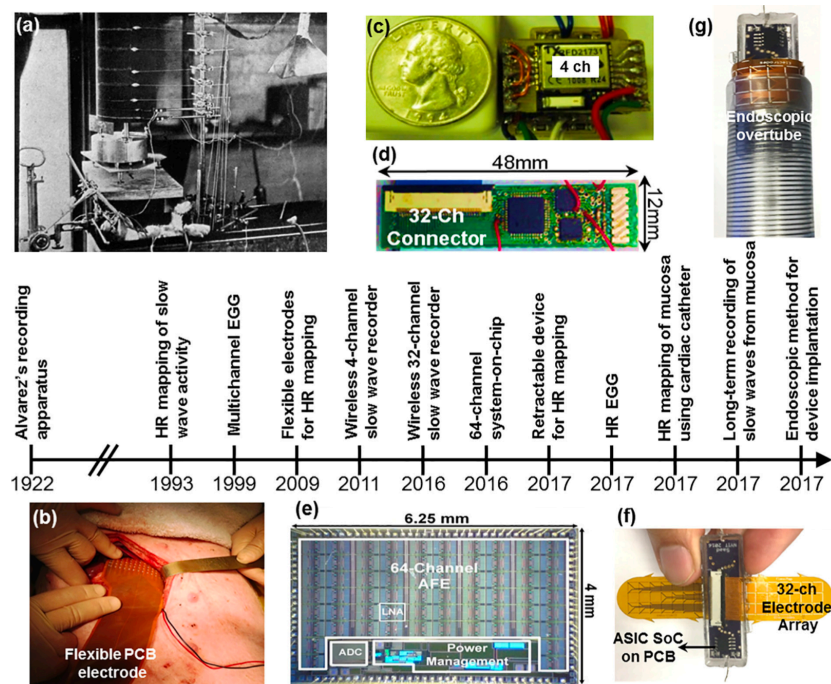 (a)
(c)
4 ch
(g)
Endoscopic
overtube
(d)
48mm
12mm
32-Ch
Connector
Alvarez's recording
apparatus
HR mapping of slow
wave activity
Multichannel EGG
Flexible electrodes
for HR mapping
Wireless 4-channel
slow wave recorder
Wireless 32-channel
slow wave recorder
64-channel
system-on-chip
Retractable device
for HR mapping
HR EGG
HR mapping of mucosa
using cardiac catheter
Long-term recording of
slow waves from mucosa
Endoscopic method for
device implantation
1922
1993
1999
2009
2011
2016
2016
2017
2017
2017
2017
2017
(b)
Flexible PCB
electrode
(e)
6.25 mm
4 mm
64-Channel
AFE
LNA
ADC
Power
Management
(f)
32-ch
Electrode
Array
ASIC SoC
on PCB